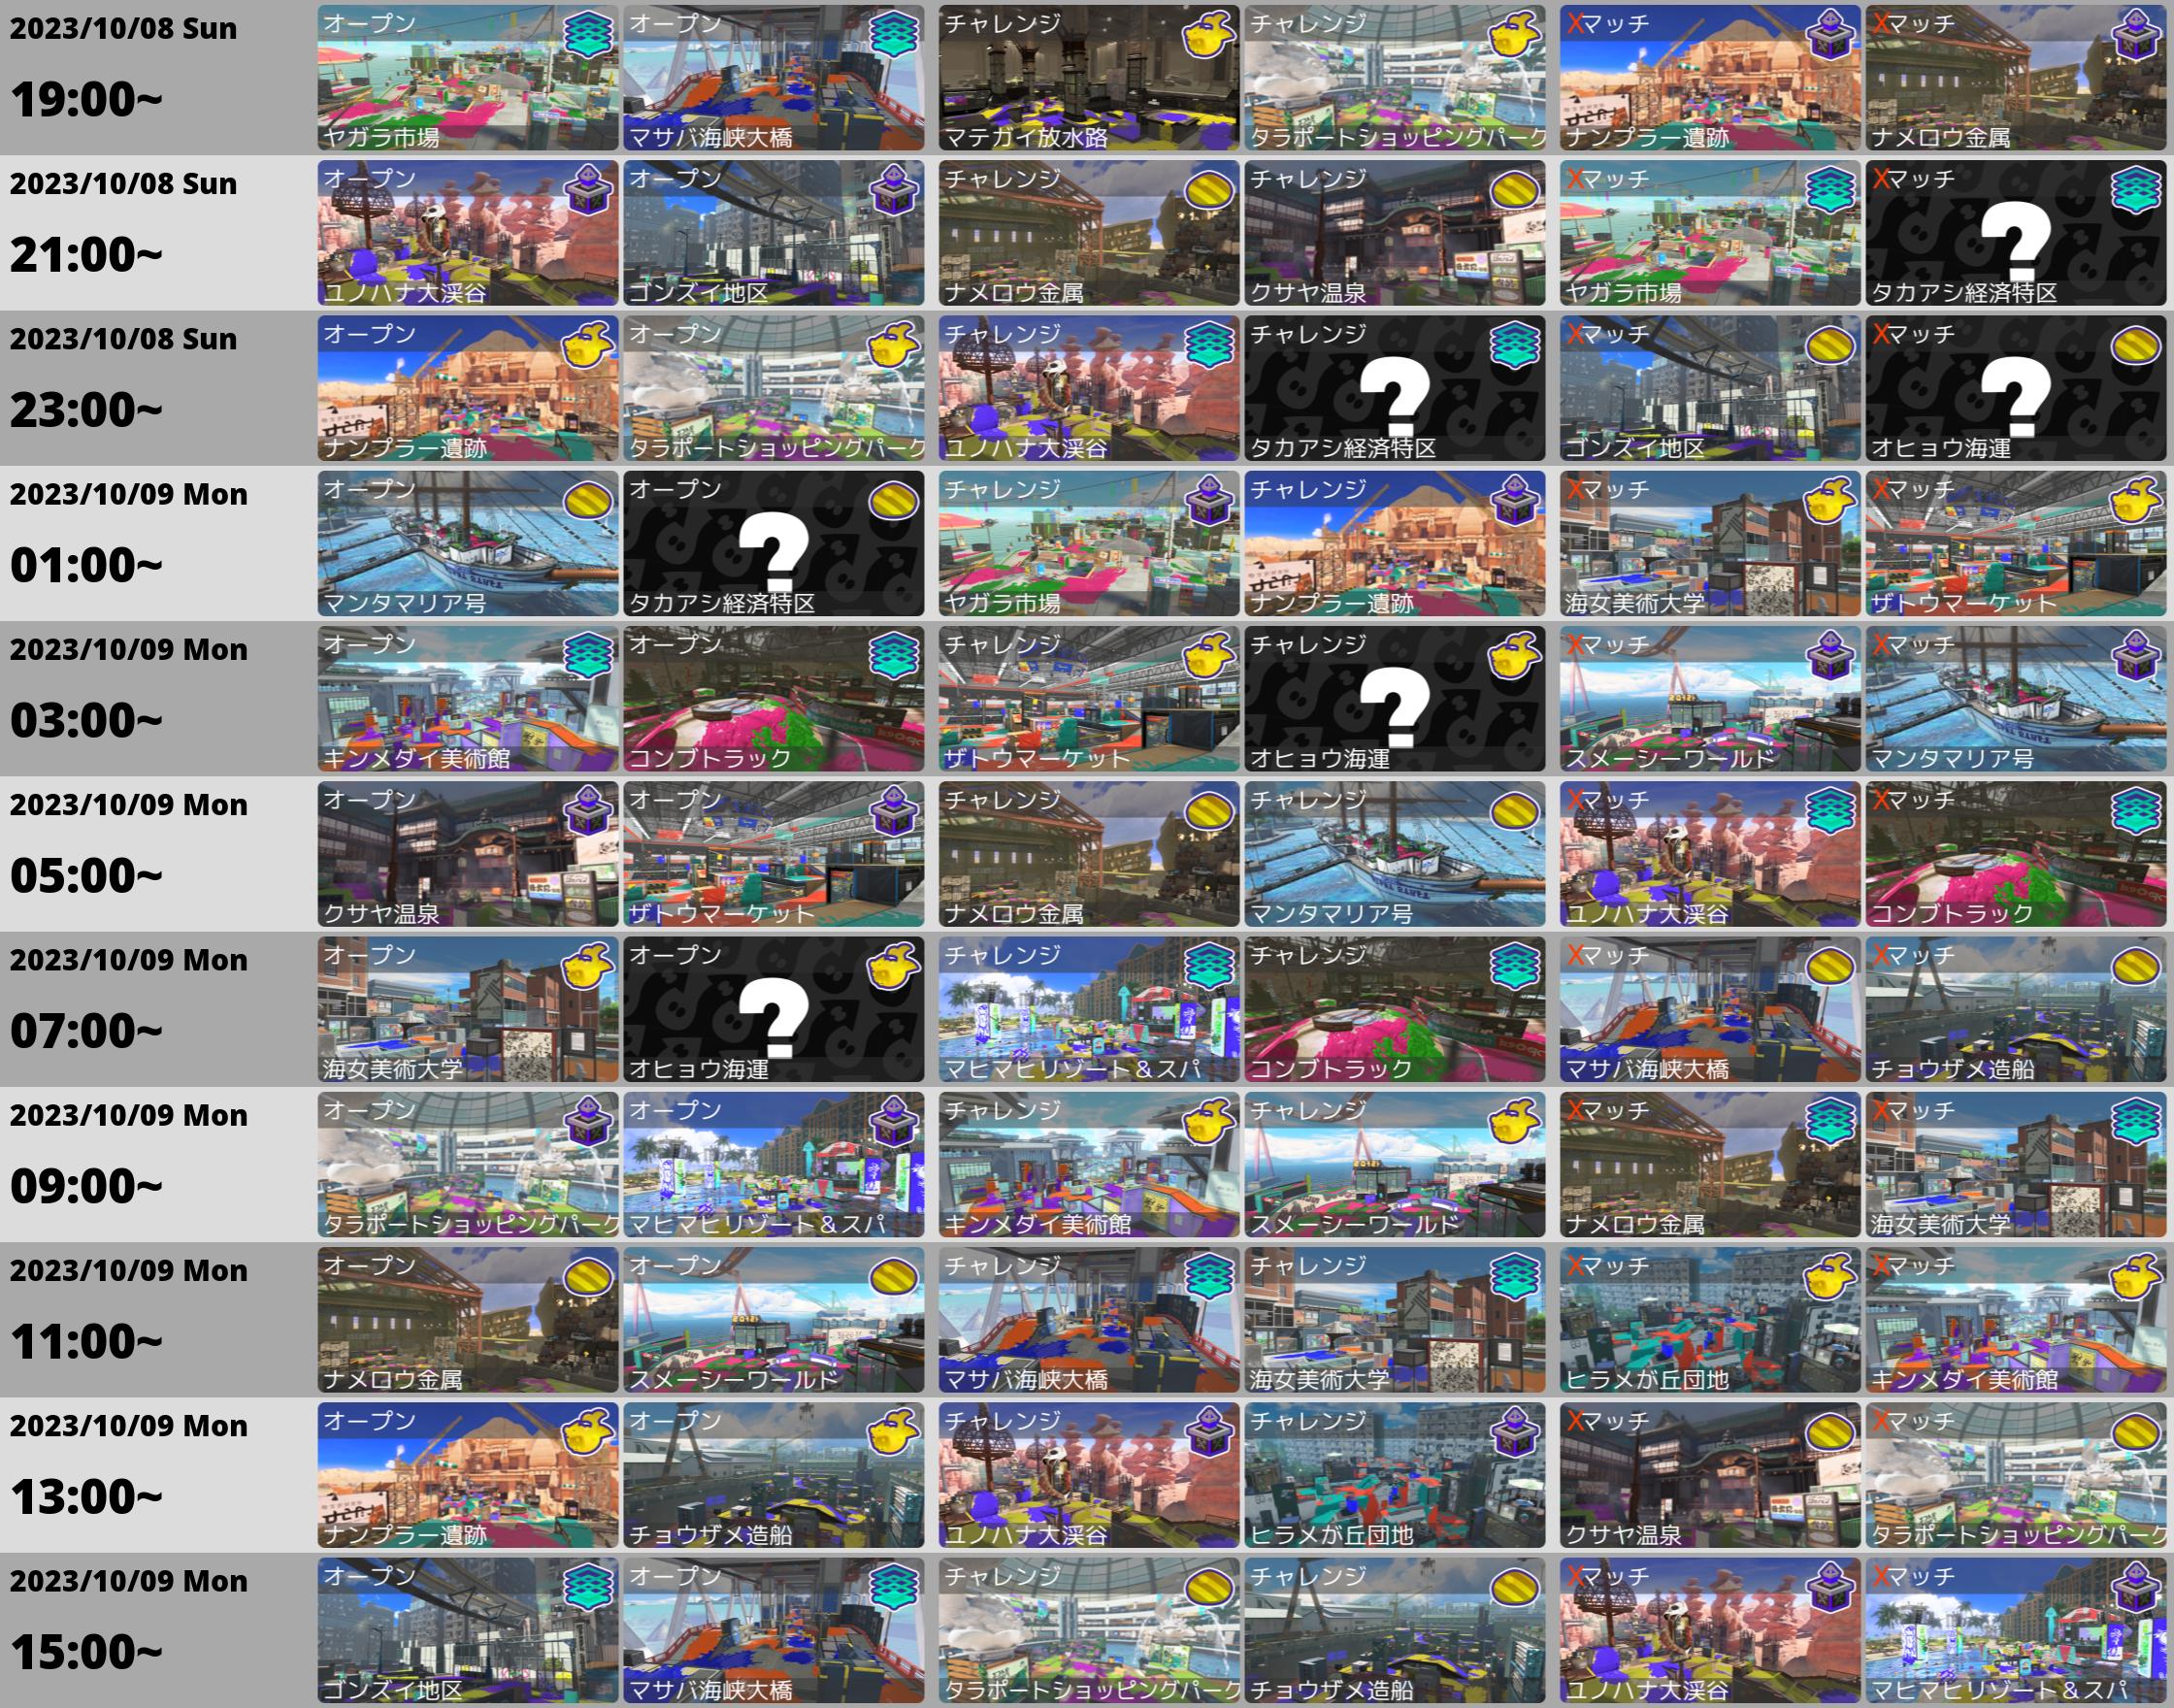 2023/10/08 Sun
19:00~
オープン
ヤガラ市場
オープン
マサバ海峡大橋
チャレンジ
マテガイ放水路
チャレンジ
タラポートショッピングパーク
Xマッチ
ナンプラー遺跡
Xマッチ
ナメロウ金属
2023/10/08 Sun
21:00~
オープン
ユノハナ大渓谷
オープン
ゴンズイ地区
チャレンジ
ナメロウ金属
チャレンジ
クサヤ温泉
Xマッチ
ヤガラ市場
Xマッチ
?
タカアシ経済特区
2023/10/08 Sun
23:00~
オープン
ナンプラー遺跡
オープン
タラポートショッピングパーク
チャレンジ
ユノハナ大渓谷
チャレンジ
?
タカアシ経済特区
Xマッチ
ゴンズイ地区
Xマッチ
?
オヒョウ海運
2023/10/09 Mon
01:00~
オープン
マンタマリア号
オープン
?
タカアシ経済特区
チャレンジ
ヤガラ市場
チャレンジ
ナンプラー遺跡
Xマッチ
海女美術大学
Xマッチ
ザトウマーケット
2023/10/09 Mon
03:00~
オープン
キンメダイ美術館
オープン
コンブトラック
チャレンジ
ザトウマーケット
チャレンジ
?
オヒョウ海運
Xマッチ
スメーシーワールド
Xマッチ
マンタマリア号
2023/10/09 Mon
05:00~
オープン
クサヤ温泉
オープン
ザトウマーケット
チャレンジ
ナメロウ金属
チャレンジ
マンタマリア号
Xマッチ
ユノハナ大渓谷
Xマッチ
コンブトラック
2023/10/09 Mon
07:00~
オープン
海女美術大学
オープン
?
オヒョウ海運
チャレンジ
マヒマヒリゾート＆スパ
チャレンジ
コンブトラック
Xマッチ
マサバ海峡大橋
Xマッチ
チョウザメ造船
2023/10/09 Mon
09:00~
オープン
タラポートショッピングパーク
オープン
マヒマヒリゾート＆スパ
チャレンジ
キンメダイ美術館
チャレンジ
スメーシーワールド
Xマッチ
ナメロウ金属
Xマッチ
海女美術大学
2023/10/09 Mon
11:00~
オープン
ナメロウ金属
オープン
スメーシーワールド
チャレンジ
マサバ海峡大橋
チャレンジ
海女美術大学
Xマッチ
ヒラメが丘団地
Xマッチ
キンメダイ美術館
2023/10/09 Mon
13:00~
オープン
ナンプラー遺跡
オープン
チョウザメ造船
チャレンジ
ユノハナ大渓谷
チャレンジ
ヒラメが丘団地
Xマッチ
クサヤ温泉
Xマッチ
タラポートショッピングパーク
2023/10/09 Mon
15:00~
オープン
ゴンズイ地区
オープン
マサバ海峡大橋
チャレンジ
タラポートショッピングパーク
チャレンジ
チョウザメ造船
Xマッチ
ユノハナ大渓谷
Xマッチ
マヒマヒリゾート＆スパ